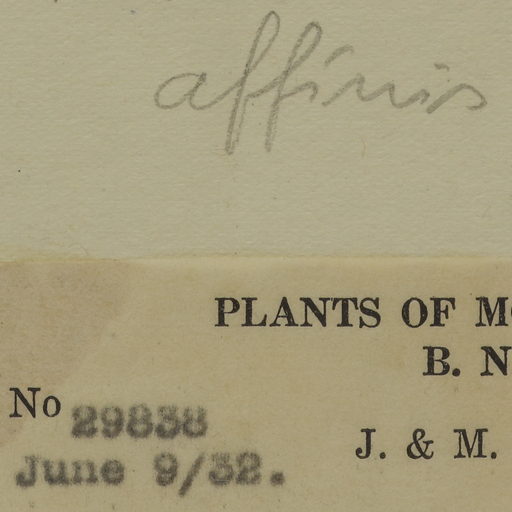 affinis
PLANTS OF
B. N
No 29838
J. & M.
June 9/32.